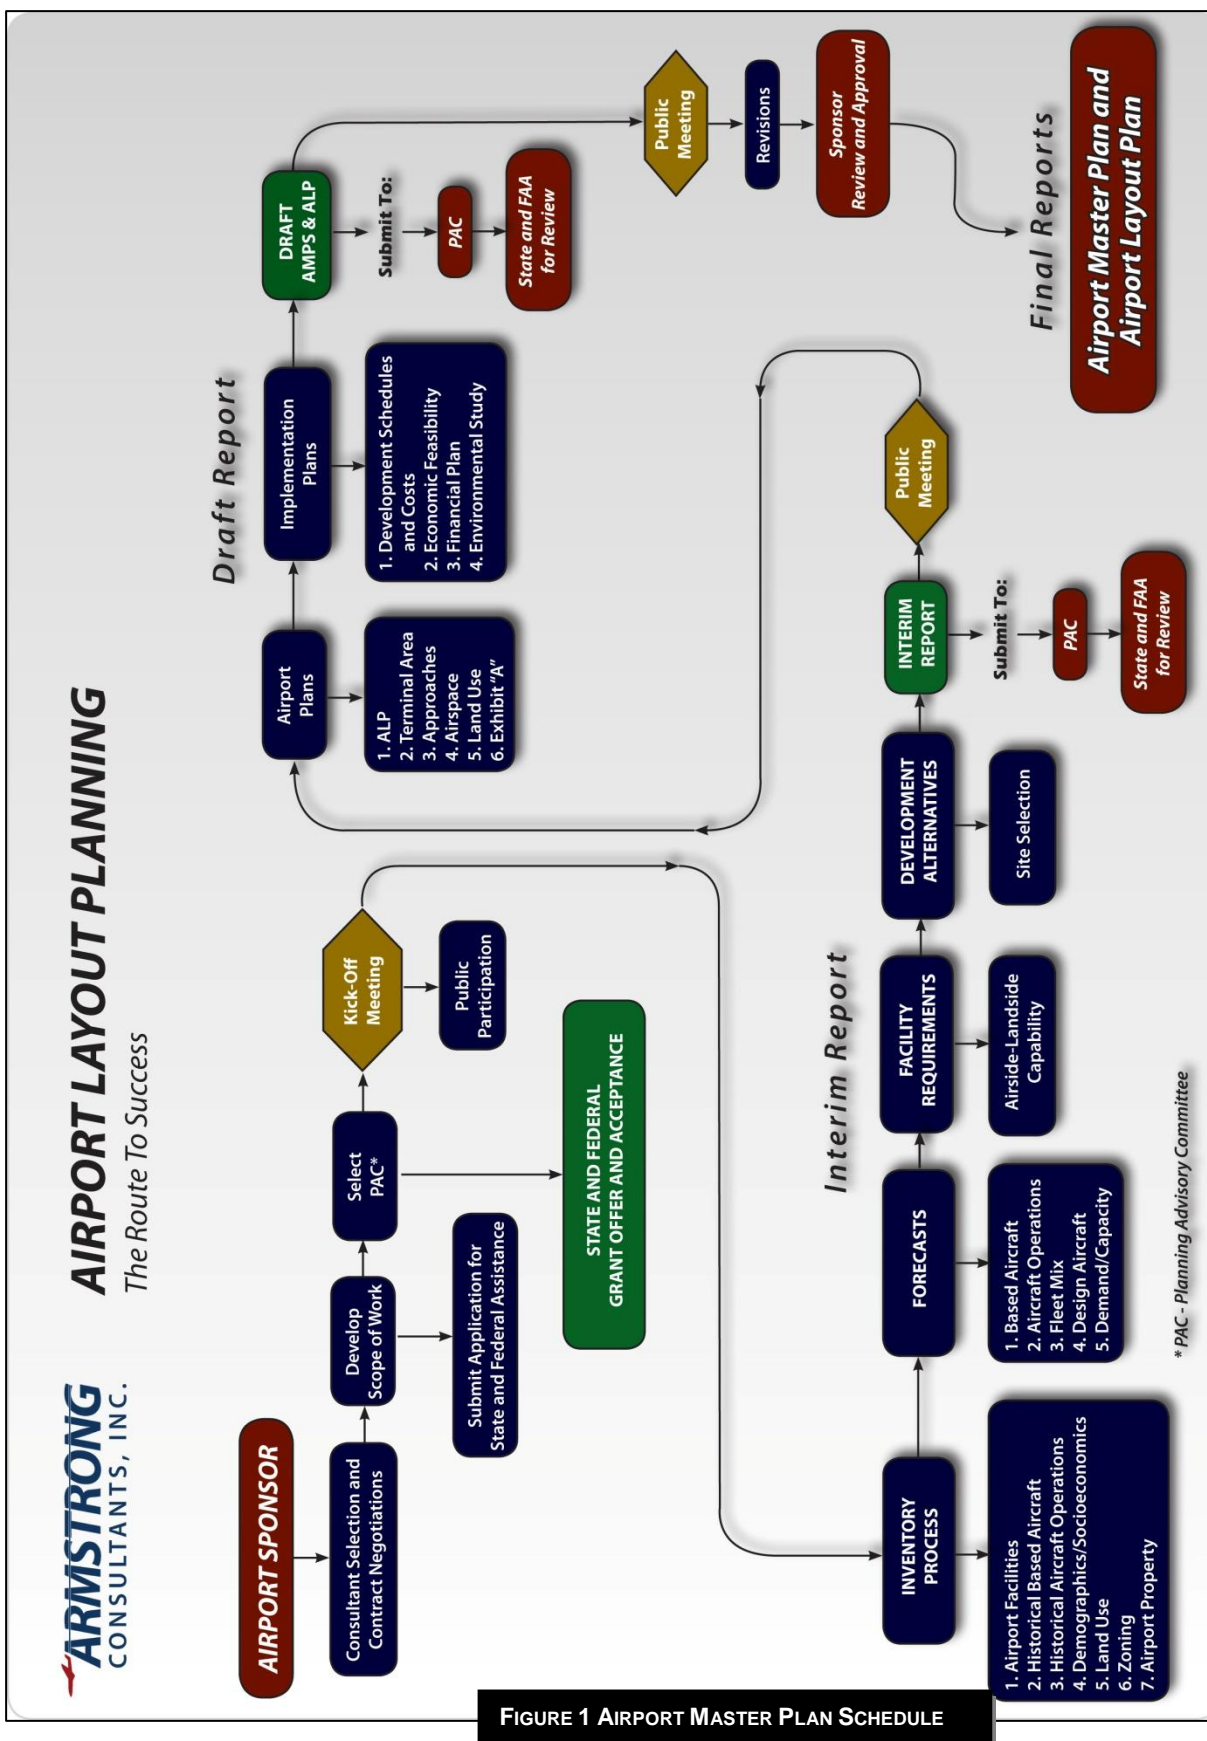 ARMSTRONG
CONSULTANTS, INC.
AIRPORT LAYOUT PLANNING
The Route To Success
AIRPORT SPONSOR
Consultant Selection and
Contract Negotiations
Develop
Scope of Work
Submit Application for
State and Federal Assistance
Select
PAC*
STATE AND FEDERAL
GRANT OFFER AND ACCEPTANCE
Kick-Off
Meeting
Public
Participation
Interim Report
INVENTORY
PROCESS
1. Airport Facilities
2. Historical Based Aircraft
3. Historical Aircraft Operations
4. Demographics/Socioeconomics
5. Land Use
6. Zoning
7. Airport Property
FORECASTS
1. Based Aircraft
2. Aircraft Operations
3. Fleet Mix
4. Design Aircraft
5. Demand/Capacity
FACILITY
REQUIREMENTS
Airside-Landside
Capability
DEVELOPMENT
ALTERNATIVES
Site Selection
INTERIM
REPORT
Submit To:
PAC
State and FAA
for Review
Public
Meeting
Draft Report
Airport
Plans
1. ALP
2. Terminal Area
3. Approaches
4. Airspace
5. Land Use
6. Exhibit "A"
Implementation
Plans
1. Development Schedules
and Costs
2. Economic Feasibility
3. Financial Plan
4. Environmental Study
DRAFT
AMPS & ALP
Submit To:
PAC
State and FAA
for Review
Public
Meeting
Revisions
Sponsor
Review and Approval
Final Reports
Airport Master Plan and
Airport Layout Plan
* PAC - Planning Advisory Committee
FIGURE 1 AIRPORT MASTER PLAN SCHEDULE